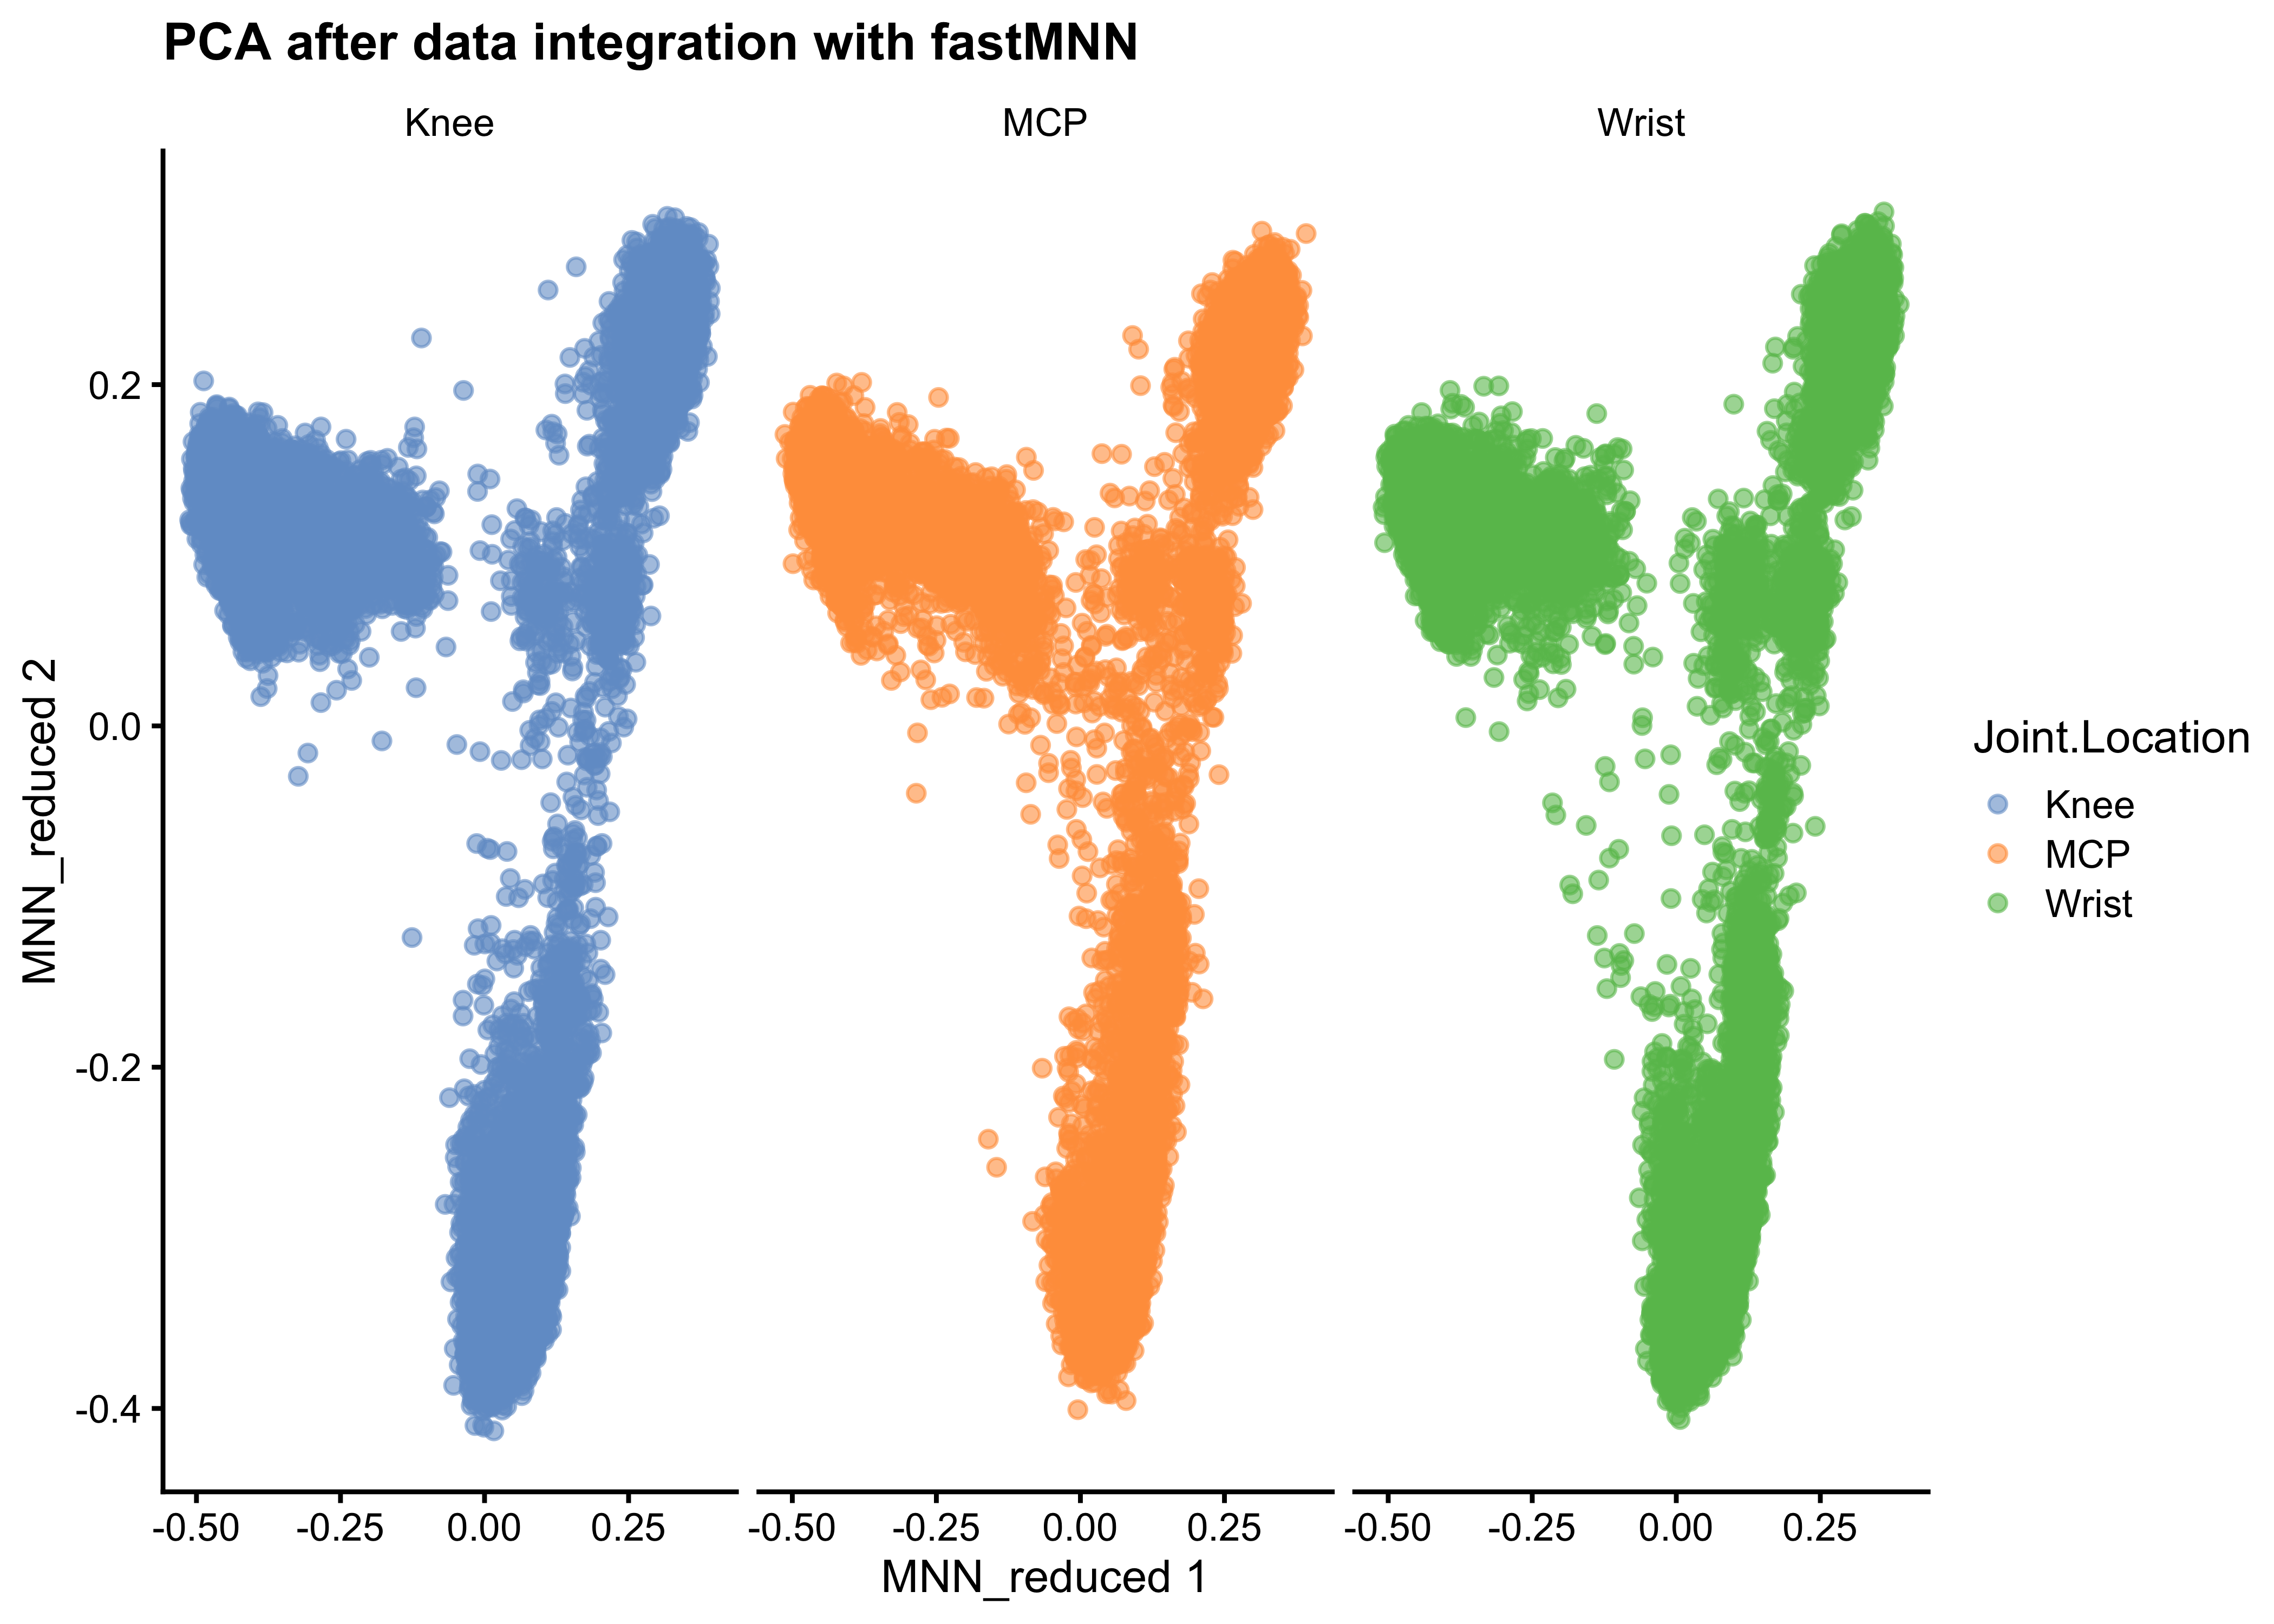 PCA after data integration with fastMNN
Knee MCP Wrist
0.2
0.0
-0.2
-0.4
MNN_reduced 2
-0.50 -0.25 0.00 0.25 -0.50 -0.25 0.00 0.25 -0.50 -0.25 0.00 0.25
MNN_reduced 1
Joint.Location
Knee
MCP
Wrist